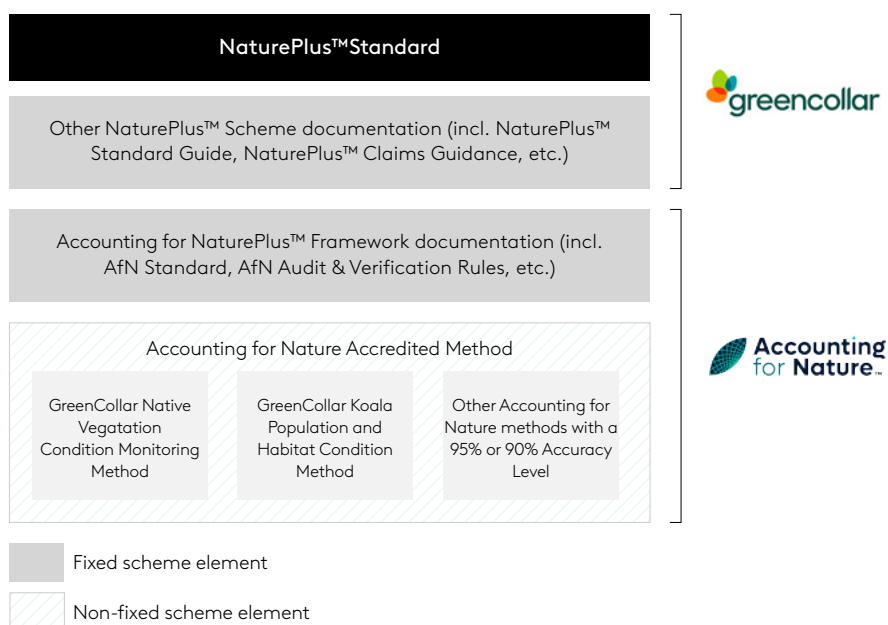 NaturePlus™Standard
greencollar
Other NaturePlus™ Scheme documentation (incl. NaturePlus™
Standard Guide, NaturePlus™ Claims Guidance, etc.)
Accounting for NaturePlus™ Framework documentation (incl.
AfN Standard, AfN Audit & Verification Rules, etc.)
Accounting for Nature Accredited Method
Accounting
for Nature™
GreenCollar Native
Vegatation
Condition Monitoring
Method
GreenCollar Koala
Population and
Habitat Condition
Method
Other Accounting for
Nature methods with a
95% or 90% Accuracy
Level
Fixed scheme element
Non-fixed scheme element